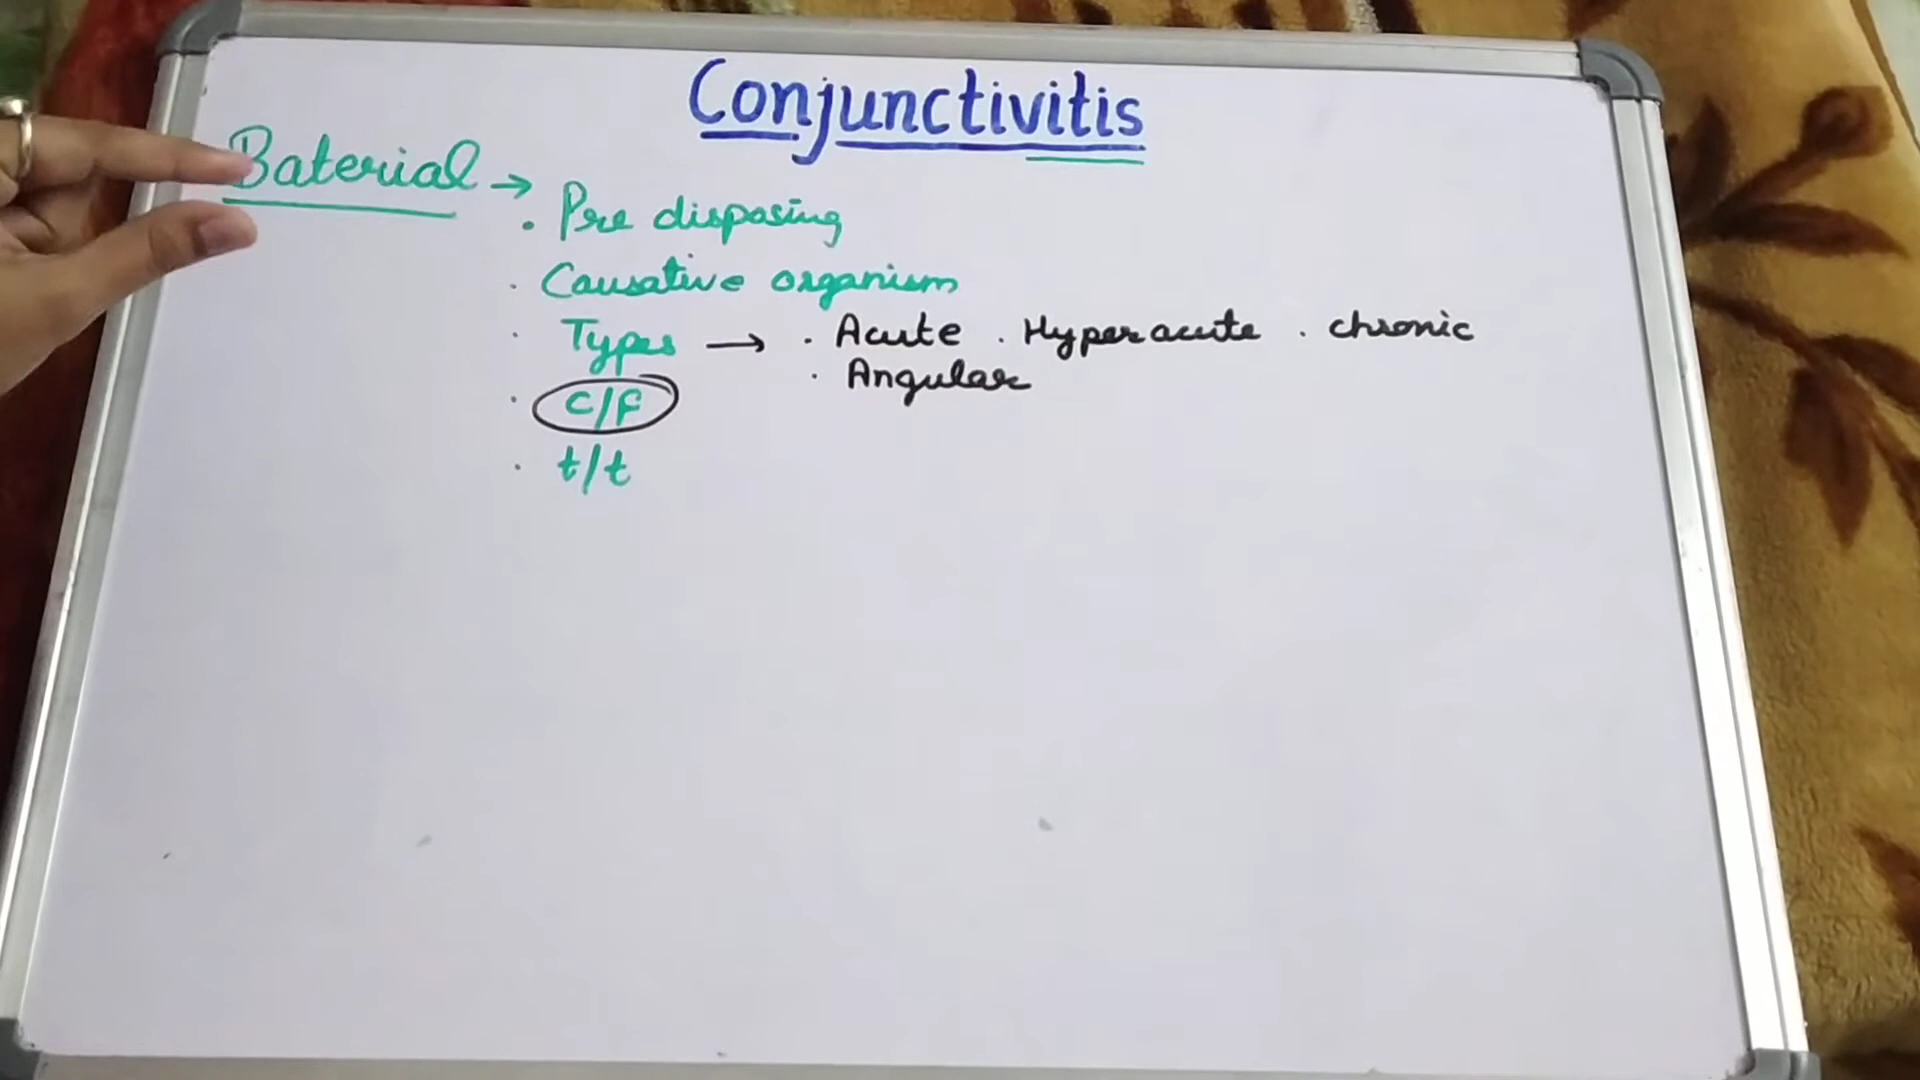 Conjunctivitis
Baterial →
· Pre disposing
· Causative organism
· Types → · Acute · Hyperacute · chronic
· Angular
· C/F
· t/t